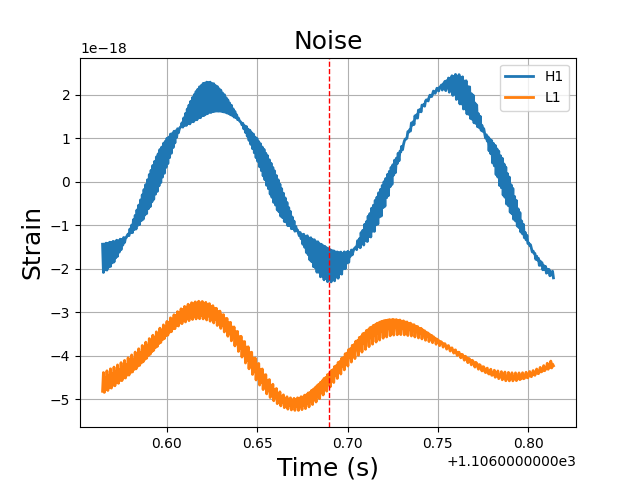 Noise
1e−18
H1
L1
2
1
0
−1
−2
−3
−4
−5
Strain
0.60 0.65 0.70 0.75 0.80
+1.1060000000e3
Time (s)